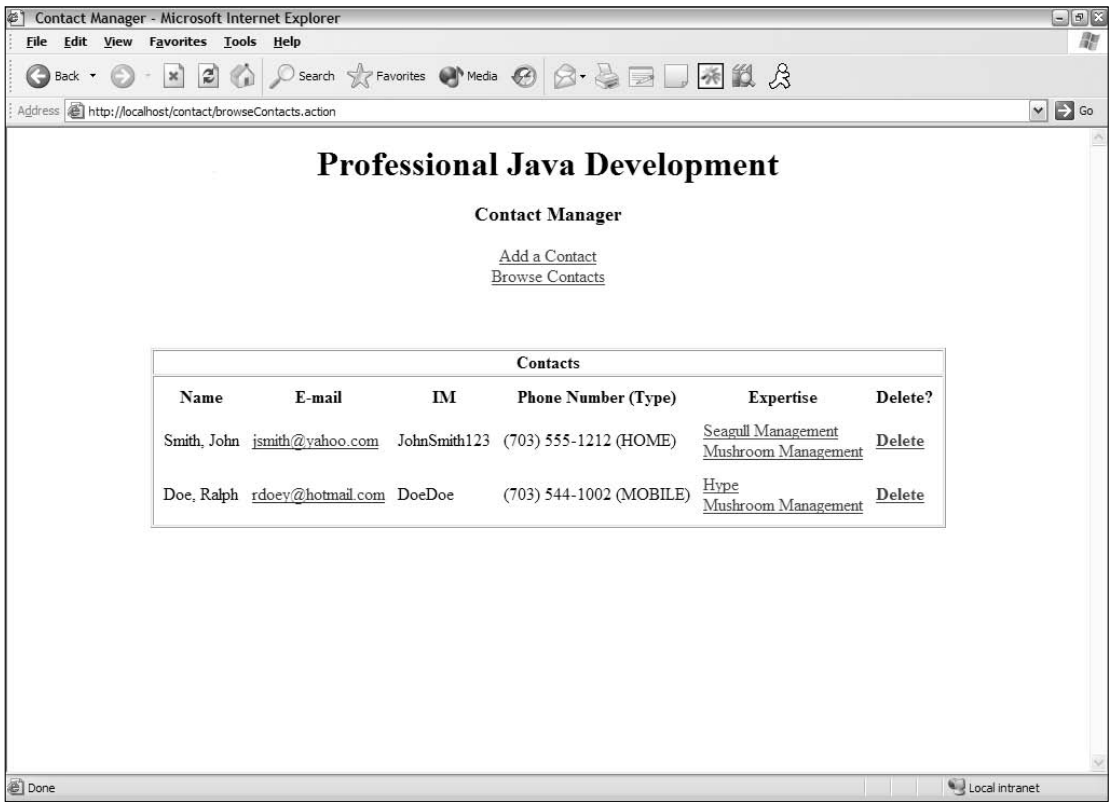 Contact Manager - Microsoft Internet Explorer
File Edit View Favorites Tools Help
Back Search Favorites Media
Address http://localhost/contact/browseContacts.action Go
Professional Java Development
Contact Manager
Add a Contact
Browse Contacts
Contacts
Name E-mail IM Phone Number (Type) Expertise Delete?
Smith, John jsmith@yahoo.com JohnSmith123 (703) 555-1212 (HOME) Seagull Management Delete
Mushroom Management
Doe, Ralph rdoey@hotmail.com DoeDoe (703) 544-1002 (MOBILE) Hype Delete
Mushroom Management
Done Local intranet